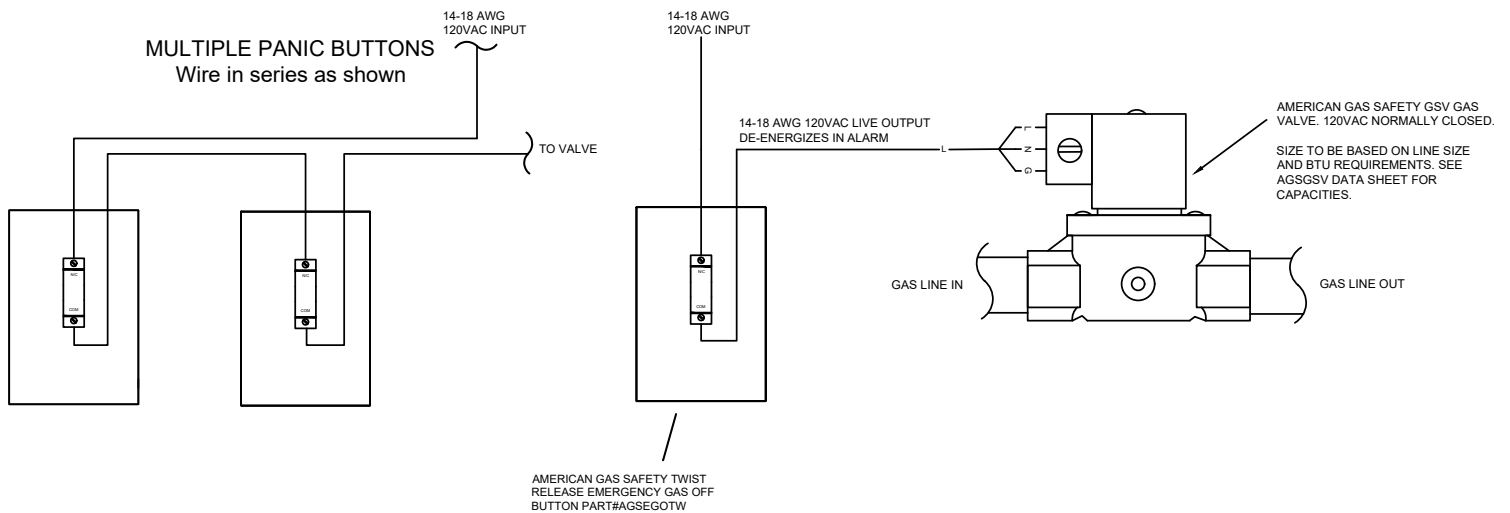 14-18 AWG
120VAC INPUT
MULTIPLE PANIC BUTTONS
Wire in series as shown
TO VALVE
N/C
COM
N/C
COM
14-18 AWG
120VAC INPUT
14-18 AWG 120VAC LIVE OUTPUT
DE-ENERGIZES IN ALARM
L
L
N
G
N/C
COM
AMERICAN GAS SAFETY GSV GAS
VALVE. 120VAC NORMALLY CLOSED.
SIZE TO BE BASED ON LINE SIZE
AND BTU REQUIREMENTS. SEE
AGSGSV DATA SHEET FOR
CAPACITIES.
GAS LINE IN
GAS LINE OUT
AMERICAN GAS SAFETY TWIST
RELEASE EMERGENCY GAS OFF
BUTTON PART#AGSEGOTW